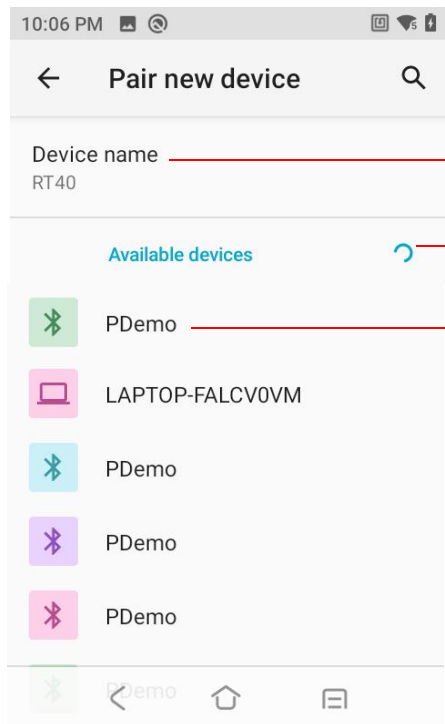 10:06 PM
Pair new device
Device name
RT40
Available devices
PDemo
LAPTOP-FALCV0VM
PDemo
PDemo
PDemo
PDemo